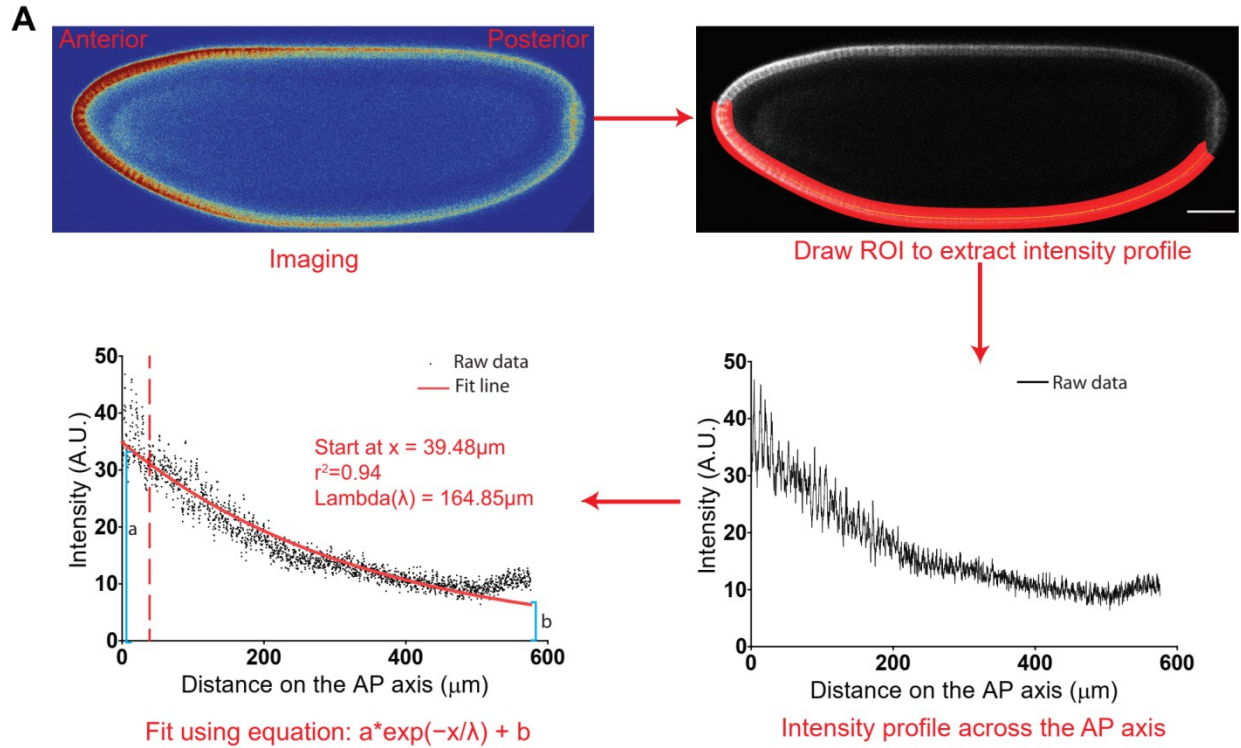 A
Anterior
Posterior
Imaging
Draw ROI to extract intensity profile
50
40
30
20
10
0
Intensity (A.U.)
Raw data
Fit line
Start at x = 39.48μm
r²=0.94
Lambda(λ) = 164.85μm
a
b
0
200
400
600
Distance on the AP axis (μm)
Fit using equation: a*exp(−x/λ) + b
50
40
30
20
10
0
Intensity (A.U.)
Raw data
0
200
400
600
Distance on the AP axis (μm)
Intensity profile across the AP axis